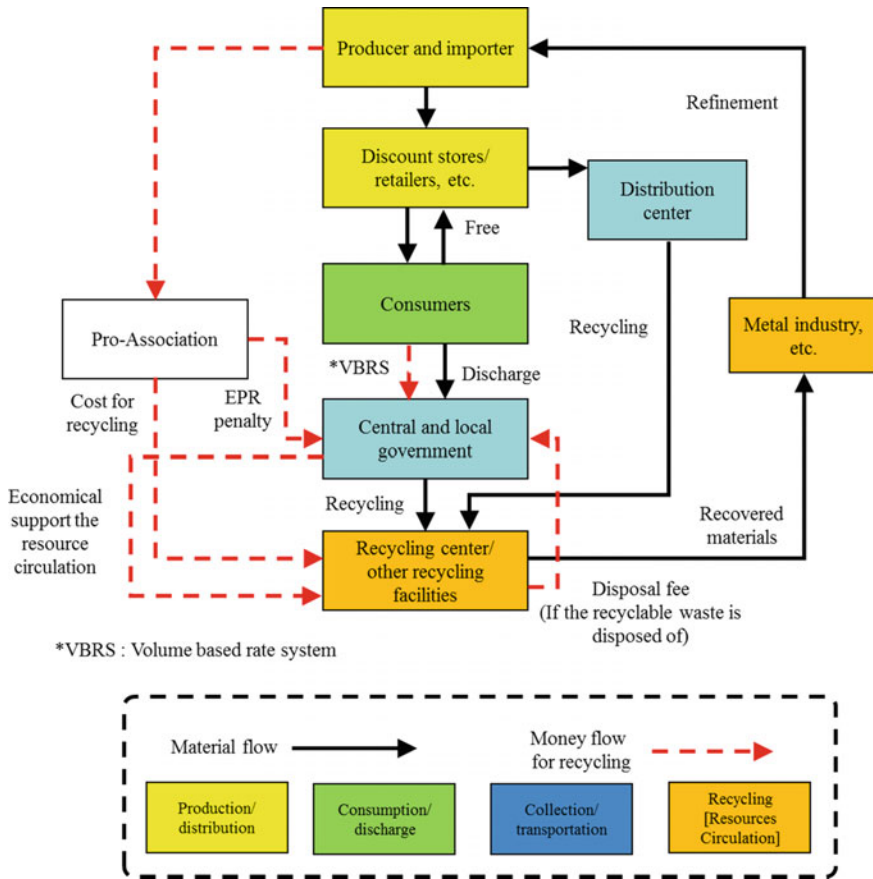 Producer and importer
Refinement
Discount stores/
retailers, etc.
Distribution
center
Free
Consumers
Recycling
Metal industry,
etc.
Pro-Association
*VBRS
Discharge
Cost for
recycling
EPR
penalty
Central and local
government
Economical
support the
resource
circulation
Recycling
Recovered
materials
Recycling center/
other recycling
facilities
Disposal fee
(If the recyclable waste is
disposed of)
*VBRS : Volume based rate system
Material flow
Money flow
for recycling
Production/
distribution
Consumption/
discharge
Collection/
transportation
Recycling
[Resources
Circulation]